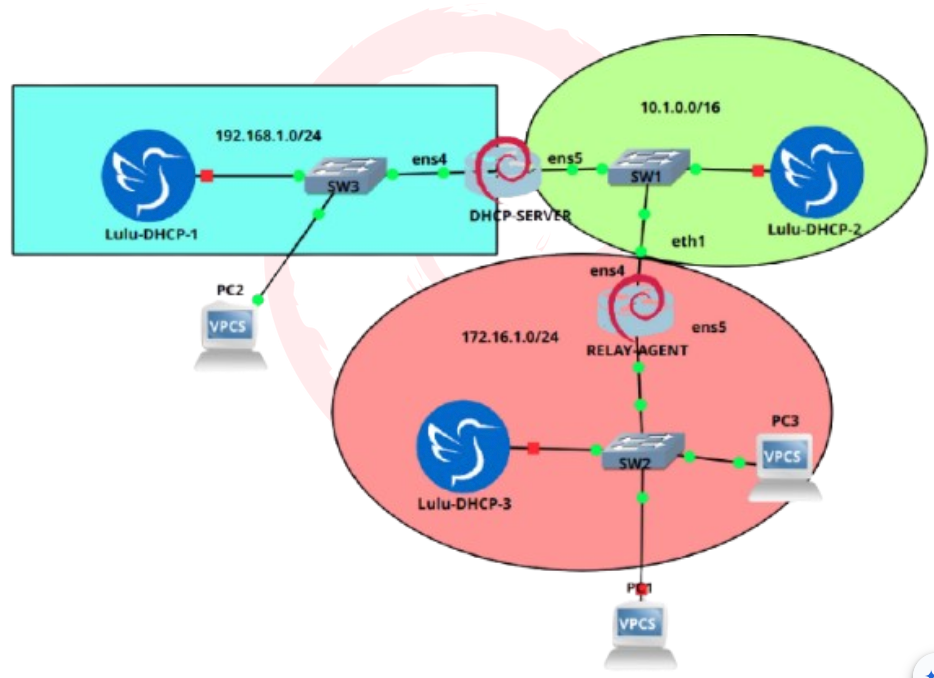 10.1.0.0/16
192.168.1.0/24
ens4
ens5
SW3
SW1
DHCP-SERVER
Lulu-DHCP-1
Lulu-DHCP-2
eth1
ens4
PC2
VPCS
172.16.1.0/24
ens5
RELAY-AGENT
PC3
VPCS
SW2
Lulu-DHCP-3
PC1
VPCS